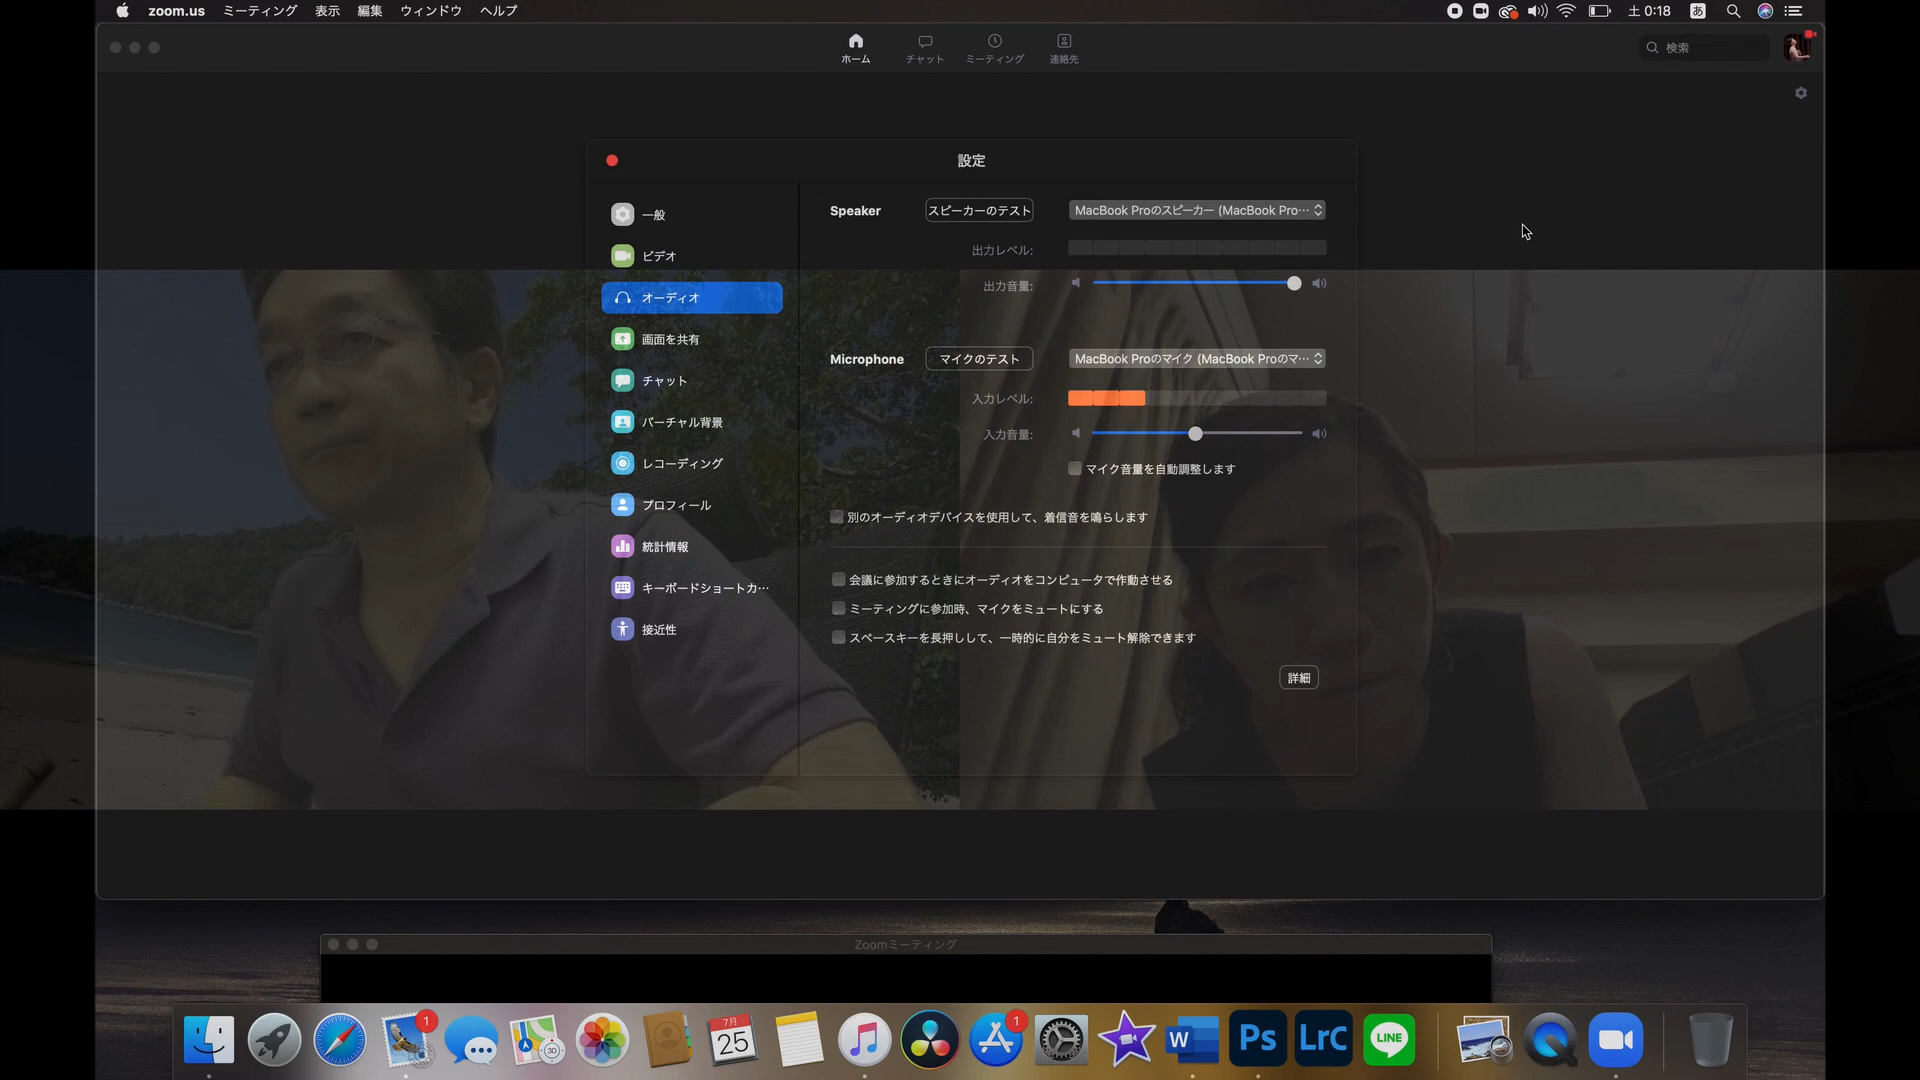 zoom.us ミーティング 表示 編集 ウィンドウ ヘルプ
土 0:18 あ
ホーム チャット ミーティング 連絡先
検索
設定
一般
ビデオ
オーディオ
画面を共有
チャット
バーチャル背景
レコーディング
プロフィール
統計情報
キーボードショートカ…
接近性
Speaker スピーカーのテスト MacBook Proのスピーカー (MacBook Pro…
出力レベル:
出力音量:
Microphone マイクのテスト MacBook Proのマイク (MacBook Proのマ…
入力レベル:
入力音量:
マイク音量を自動調整します
別のオーディオデバイスを使用して、着信音を鳴らします
会議に参加するときにオーディオをコンピュータで作動させる
ミーティングに参加時、マイクをミュートにする
スペースキーを長押しして、一時的に自分をミュート解除できます
詳細
Zoomミーティング
1
3D
7月
25
1
W
Ps
LrC
LINE